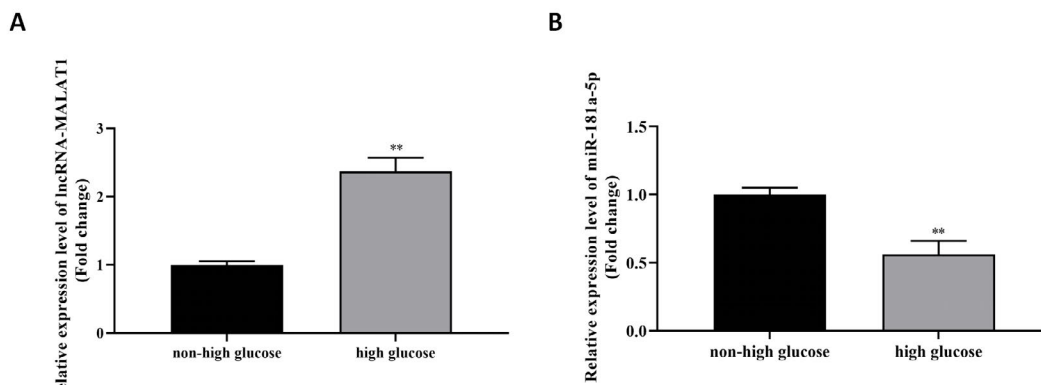 A
B
elative expression level of lncRNA-MALAT1
(Fold change)
3
2
1
0
**
non-high glucose
high glucose
Relative expression level of miR-181a-5p
(Fold change)
1.5
1.0
0.5
0.0
**
non-high glucose
high glucose